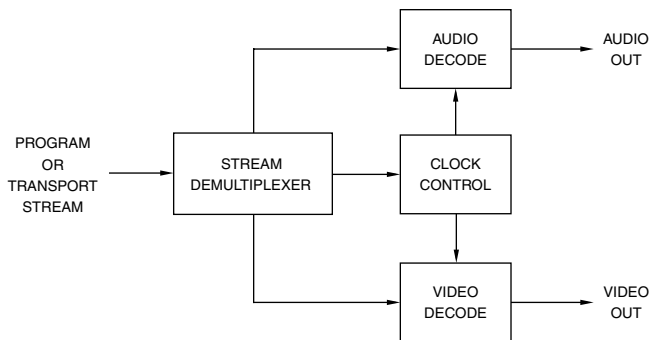 AUDIO
DECODE
AUDIO
OUT
PROGRAM
OR
TRANSPORT
STREAM
STREAM
DEMULTIPLEXER
CLOCK
CONTROL
VIDEO
DECODE
VIDEO
OUT